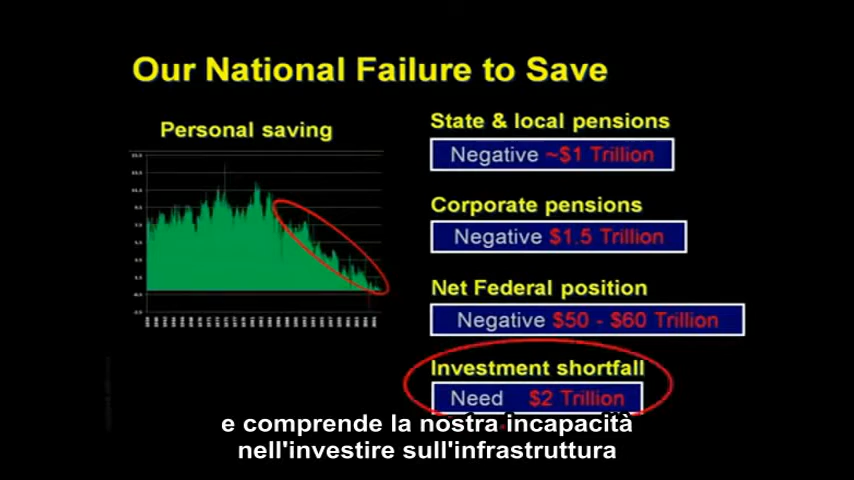 Our National Failure to Save
Personal saving
State & local pensions
Negative ~$1 Trillion
Corporate pensions
Negative $1.5 Trillion
Net Federal position
Negative $50 - $60 Trillion
Investment shortfall
Need $2 Trillion
e comprende la nostra incapacità
nell'investire sull'infrastruttura